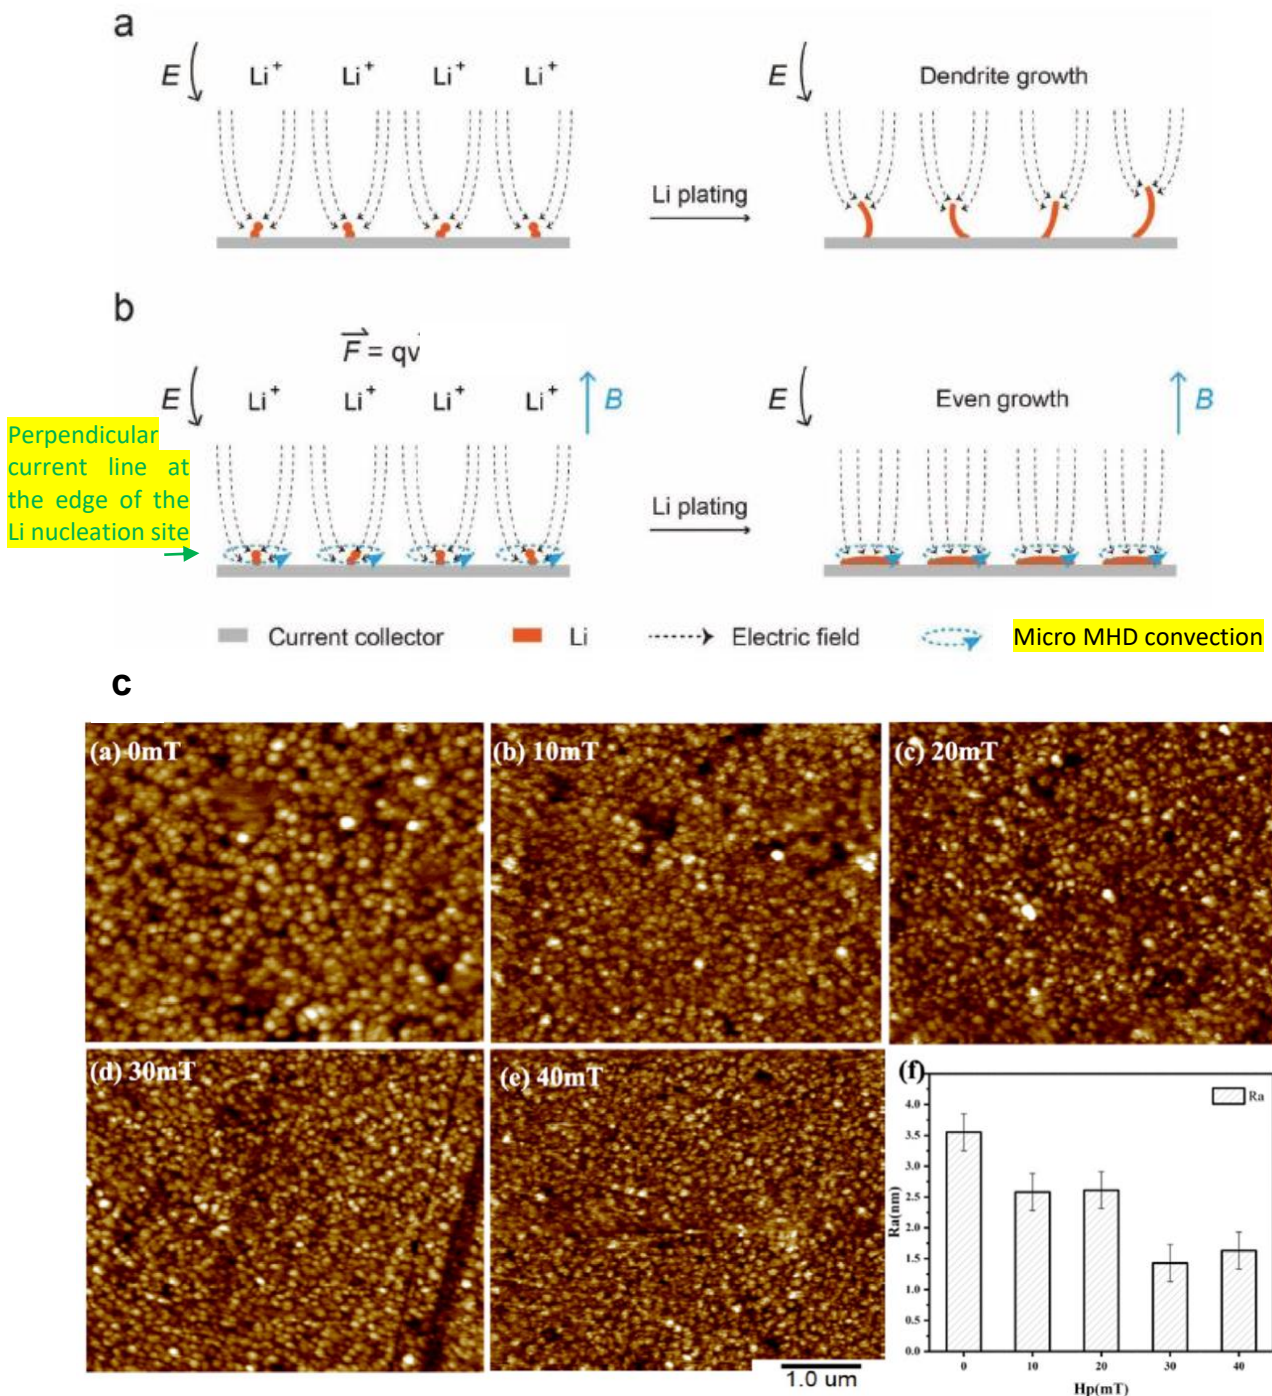 a
E Li+ Li+ Li+ Li+
E Dendrite growth
Li plating
b
F = qv
E Li+ Li+ Li+ Li+ B
E Even growth B
Perpendicular
current line at
the edge of the
Li nucleation site
Li plating
Current collector Li Electric field Micro MHD convection
c
(a) 0mT
(b) 10mT
(c) 20mT
(d) 30mT
(e) 40mT
1.0 um
(f)
Ra
4.0
3.5
3.0
2.5
2.0
1.5
1.0
0.5
0.0
Ra(nm)
0 10 20 30 40
Hp(mT)